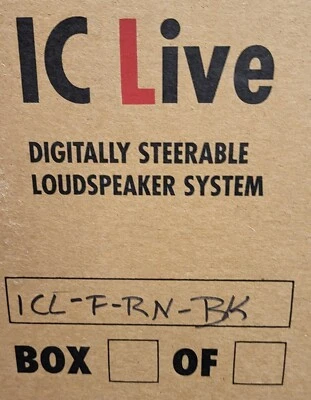 IC Live
DIGITALLY STEERABLE
LOUDSPEAKER SYSTEM
ICL-F-RN-BK
BOX OF